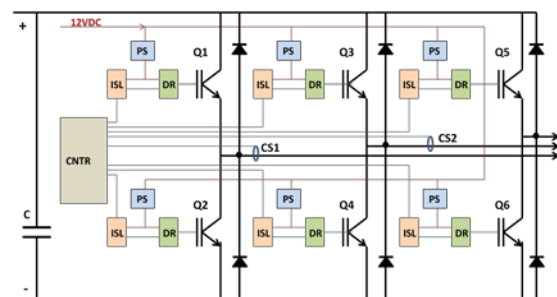 + 12VDC
PS Q1 PS Q3 PS Q5
ISL DR ISL DR ISL DR
CNTR CS1 CS2
PS PS PS
C Q2 Q4 Q6
ISL DR ISL DR ISL DR
-